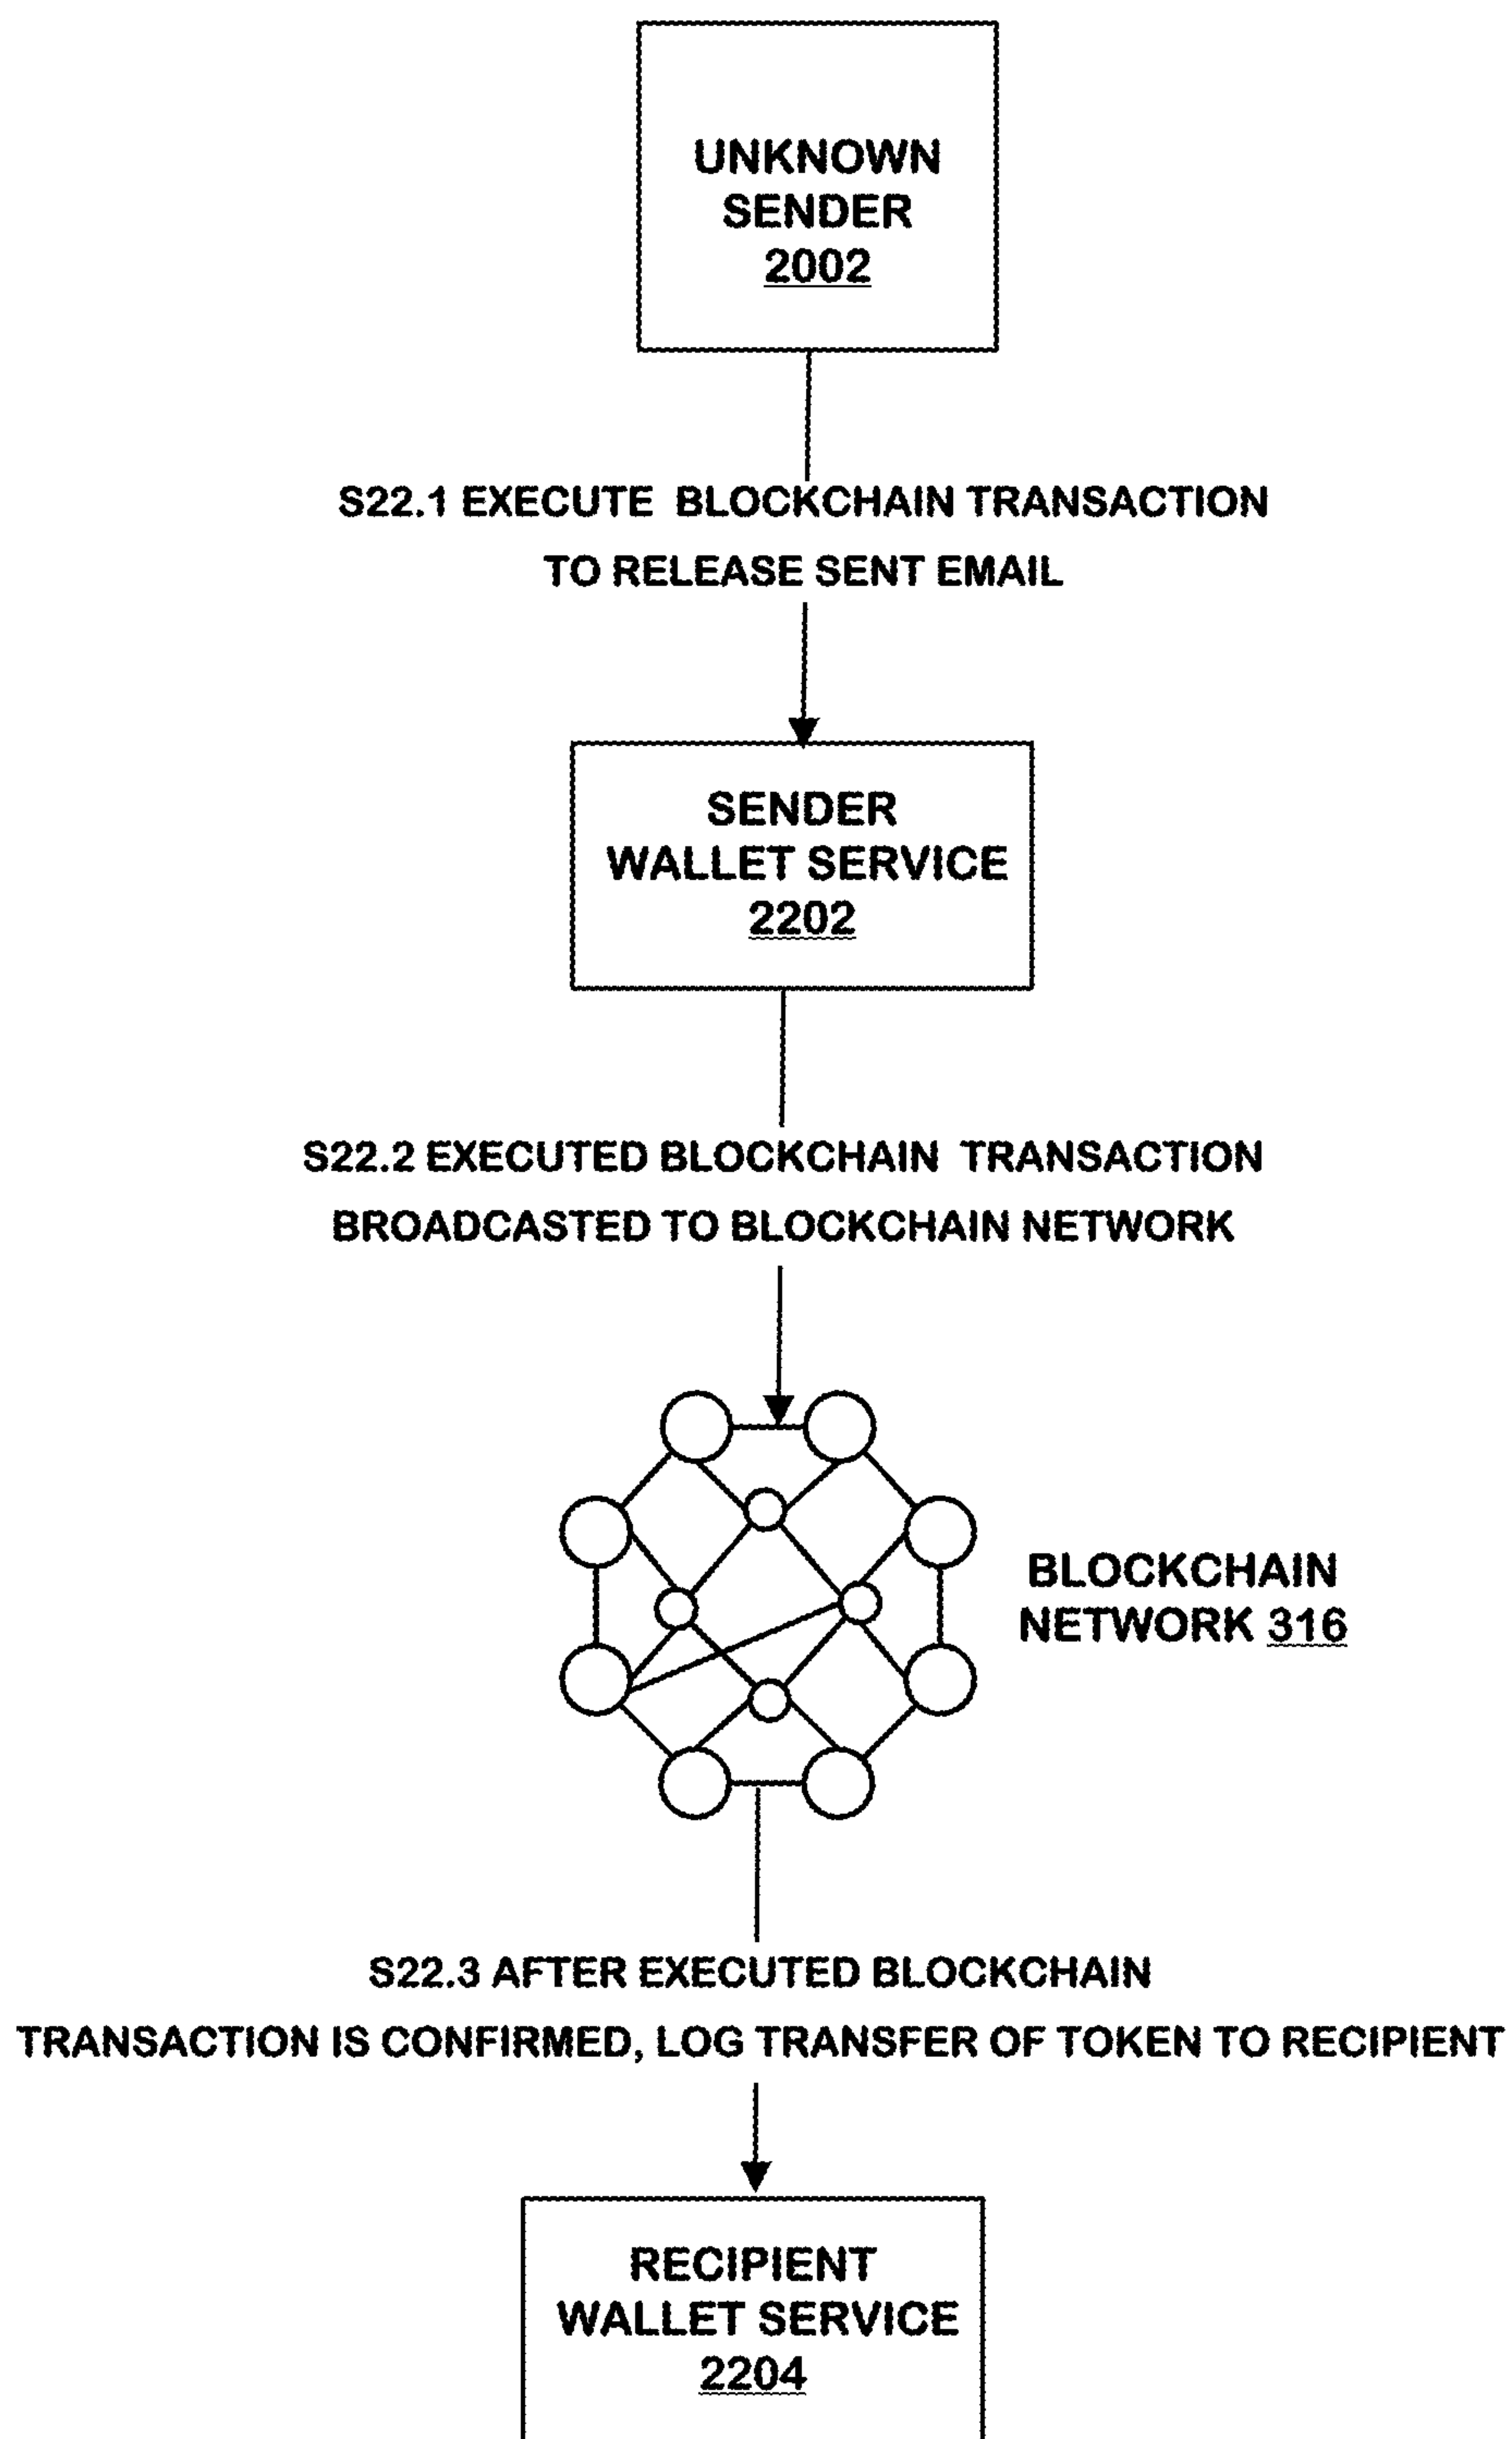 UNKNOWN
SENDER
2002
S22.1 EXECUTE BLOCKCHAIN TRANSACTION
TO RELEASE SENT EMAIL
SENDER
WALLET SERVICE
2202
S22.2 EXECUTED BLOCKCHAIN TRANSACTION
BROADCASTED TO BLOCKCHAIN NETWORK
BLOCKCHAIN
NETWORK 316
S22.3 AFTER EXECUTED BLOCKCHAIN
TRANSACTION IS CONFIRMED, LOG TRANSFER OF TOKEN TO RECIPIENT
RECIPIENT
WALLET SERVICE
2204